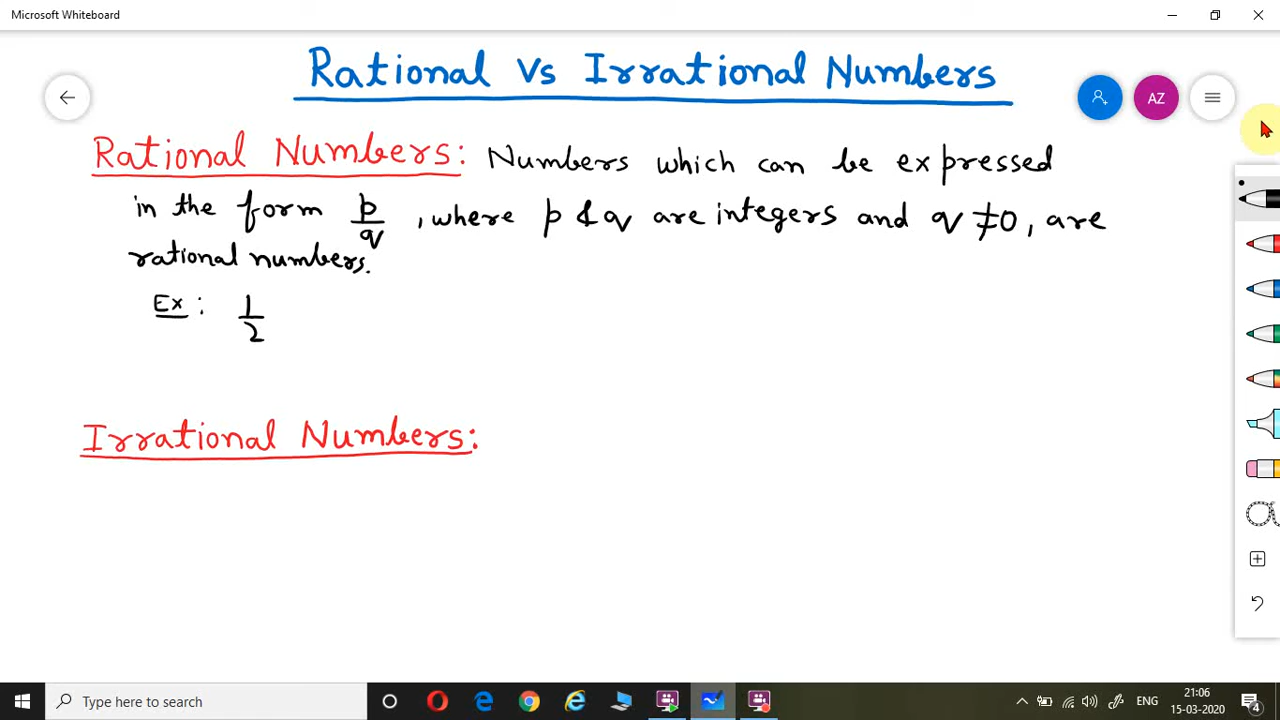 Microsoft Whiteboard
Rational Vs Irrational Numbers
AZ
Rational Numbers: Numbers which can be expressed
in the form p/q, where p & q are integers and q ≠ 0, are
rational numbers.
Ex: 1/2
Irrational Numbers:
Type here to search
ENG
21:06
15-03-2020
4